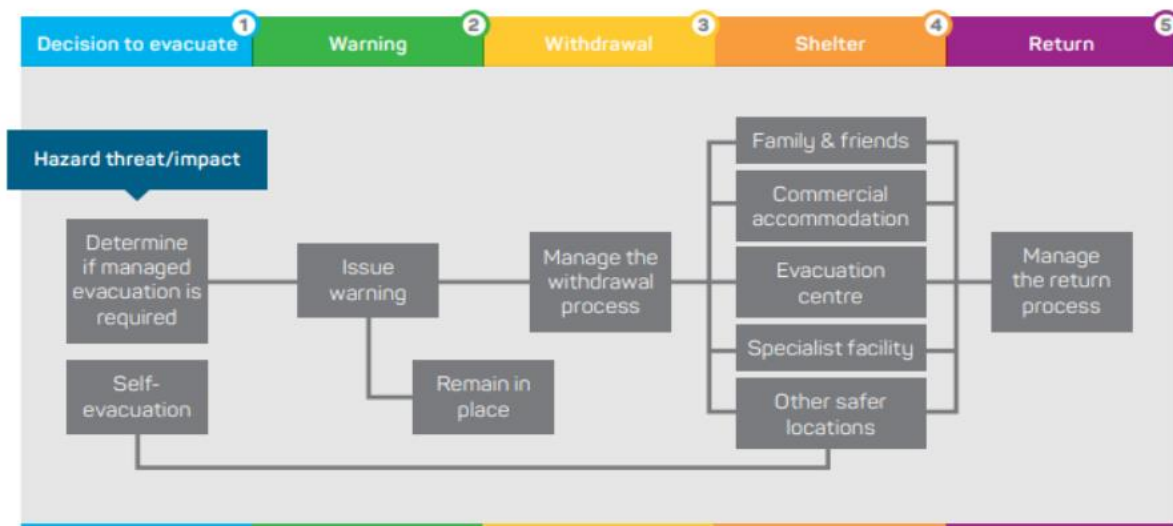 1
2
3
4
5
Decision to evacuate
Warning
Withdrawal
Shelter
Return
Hazard threat/impact
Determine
if managed
evacuation is
required
Self-
evacuation
Issue
warning
Remain in
place
Manage the
withdrawal
process
Family & friends
Commercial
accommodation
Evacuation
centre
Specialist facility
Other safer
locations
Manage
the return
process